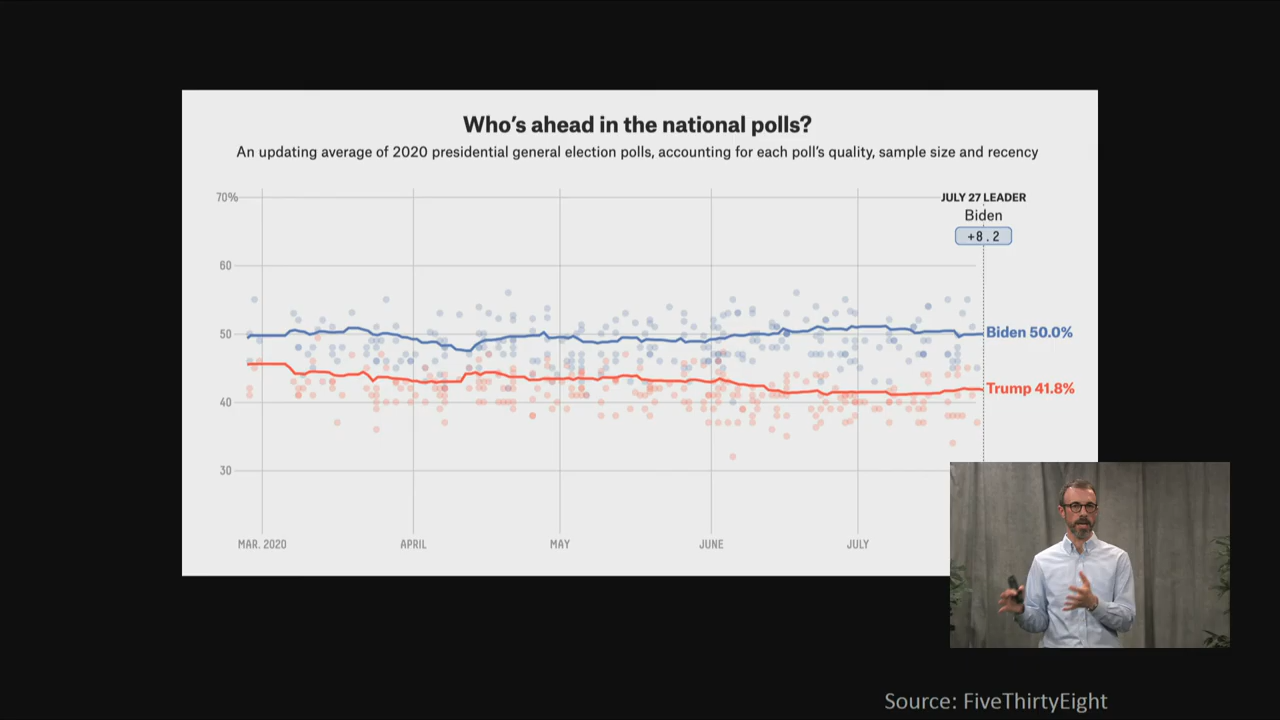 Who's ahead in the national polls?
An updating average of 2020 presidential general election polls, accounting for each poll's quality, sample size and recency
70%
JULY 27 LEADER
Biden
+8.2
60
50
Biden 50.0%
Trump 41.8%
40
30
MAR. 2020 APRIL MAY JUNE JULY
Source: FiveThirtyEight